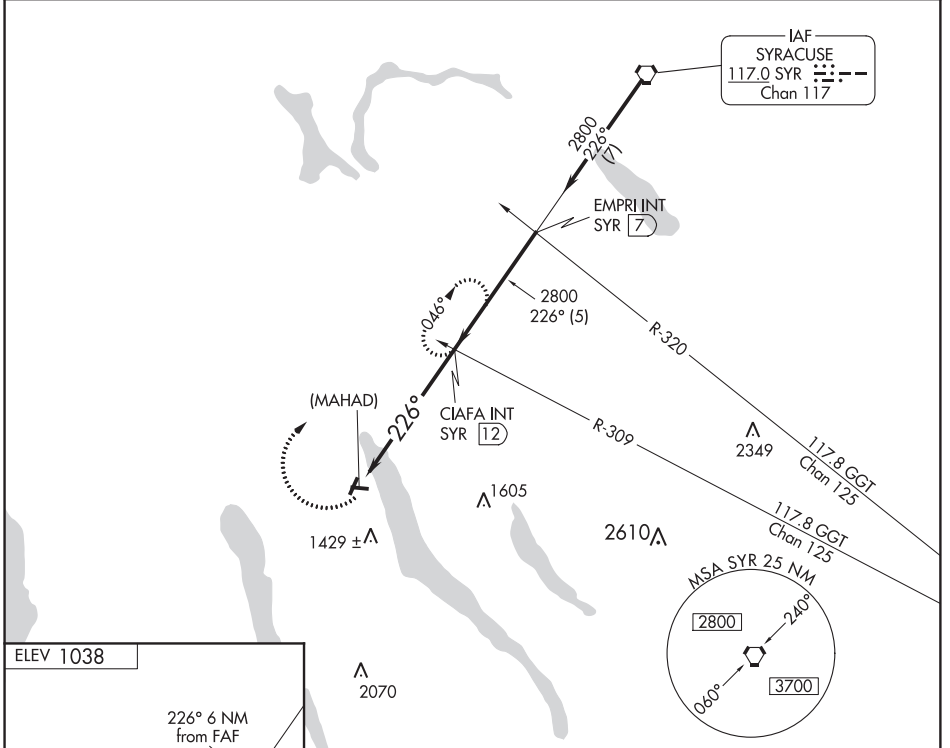 IAF
SYRACUSE
117.0 SYR
Chan 117
2800
226°
(7)
EMPRI INT
SYR 7
2800
226° (5)
046°
R-320
(MAHAD)
226°
CIAFA INT
SYR 12
R-309
2349
117.8 GGT
Chan 125
1605
117.8 GGT
Chan 125
1429 ±
2610
MSA SYR 25 NM
2800
240°
060°
3700
ELEV 1038
2070
226° 6 NM
from FAF